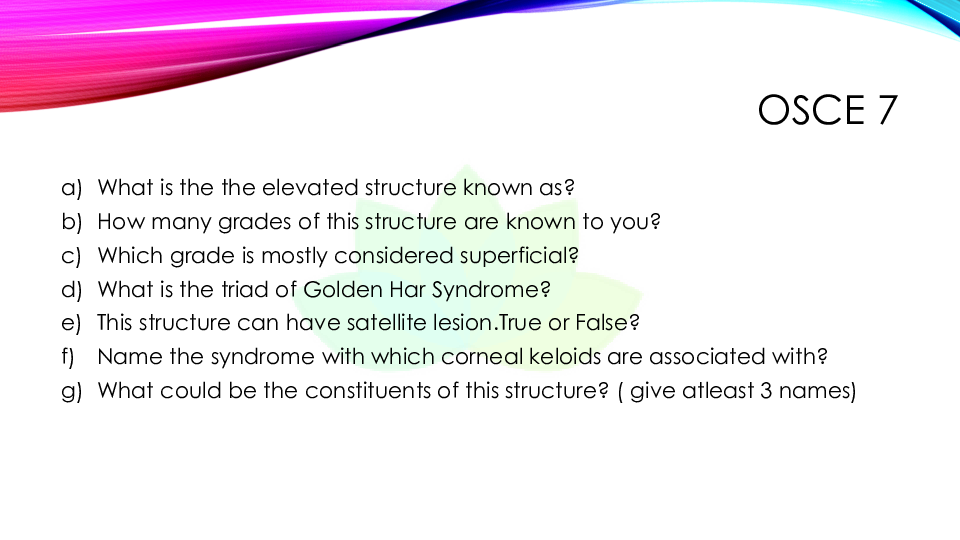 OSCE 7
a) What is the the elevated structure known as?
b) How many grades of this structure are known to you?
c) Which grade is mostly considered superficial?
d) What is the triad of Golden Har Syndrome?
e) This structure can have satellite lesion.True or False?
f) Name the syndrome with which corneal keloids are associated with?
g) What could be the constituents of this structure? ( give atleast 3 names)